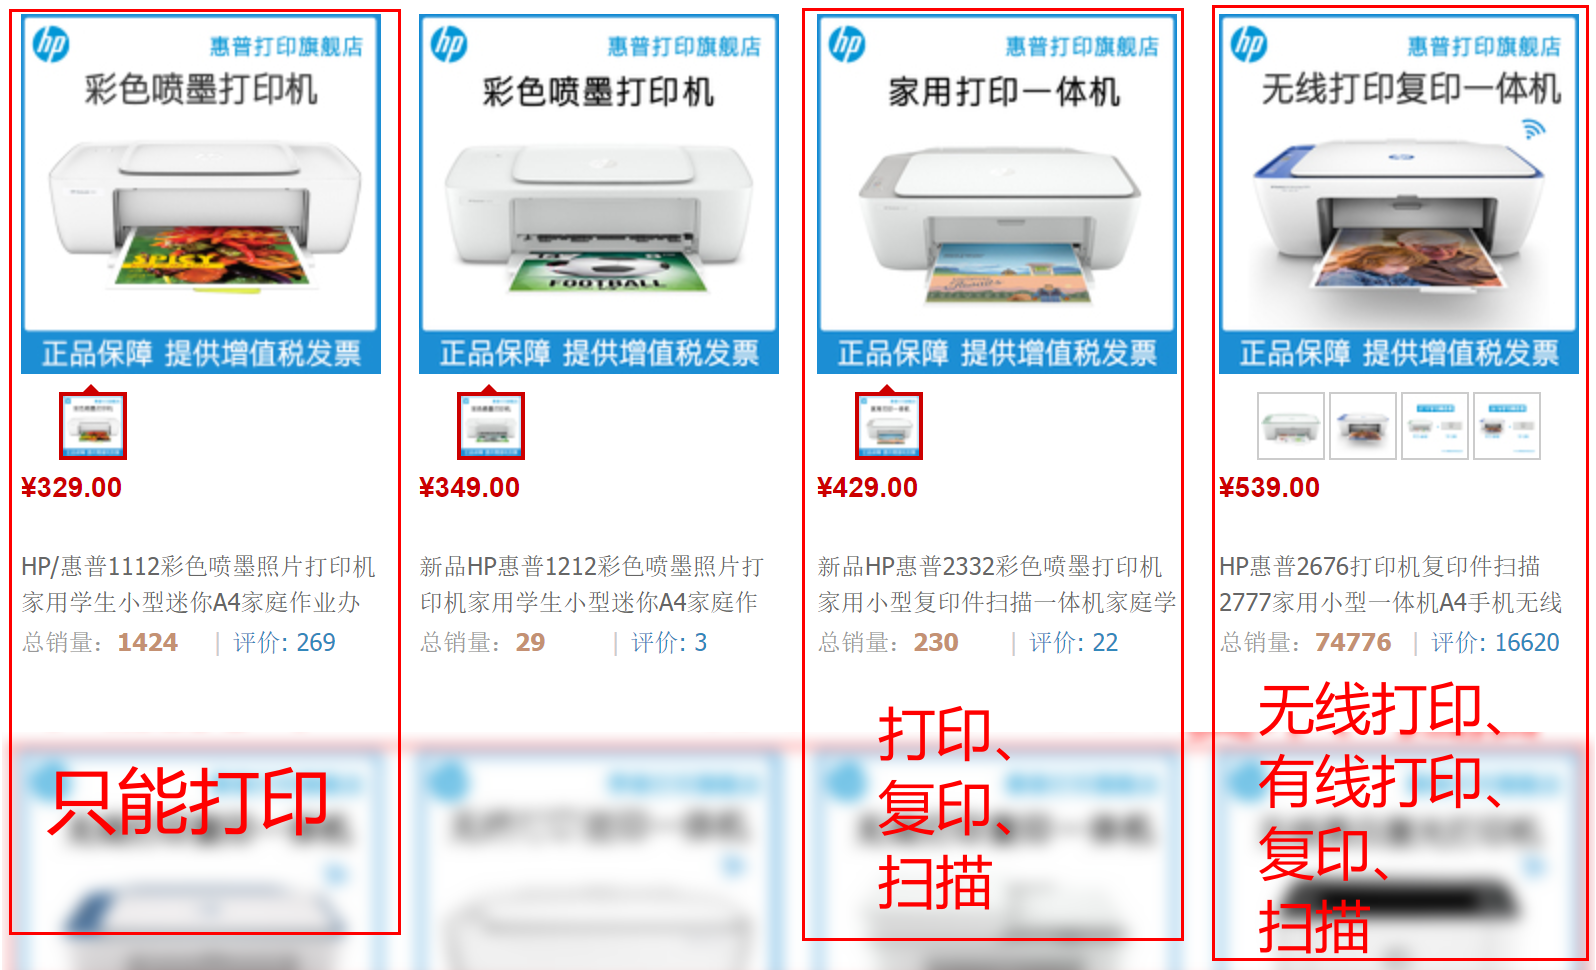 hp 惠普打印旗舰店
彩色喷墨打印机
SPICY
正品保障 提供增值税发票
¥329.00
HP/惠普1112彩色喷墨照片打印机
家用学生小型迷你A4家庭作业办
总销量：1424 | 评价: 269
只能打印
hp 惠普打印旗舰店
彩色喷墨打印机
FOOTBALL
正品保障 提供增值税发票
¥349.00
新品HP惠普1212彩色喷墨照片打
印机家用学生小型迷你A4家庭作
总销量：29 | 评价: 3
hp 惠普打印旗舰店
家用打印一体机
正品保障 提供增值税发票
¥429.00
新品HP惠普2332彩色喷墨打印机
家用小型复印件扫描一体机家庭学
总销量：230 | 评价: 22
打印、
复印、
扫描
hp 惠普打印旗舰店
无线打印复印一体机
正品保障 提供增值税发票
¥539.00
HP惠普2676打印机复印件扫描
2777家用小型一体机A4手机无线
总销量：74776 | 评价: 16620
无线打印、
有线打印、
复印、
扫描